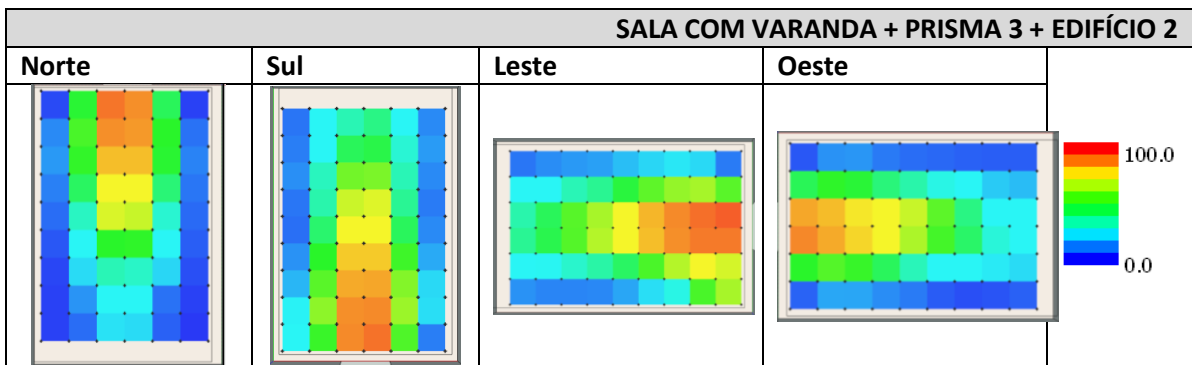 SALA COM VARANDA + PRISMA 3 + EDIFÍCIO 2
Norte Sul Leste Oeste
100.0
0.0